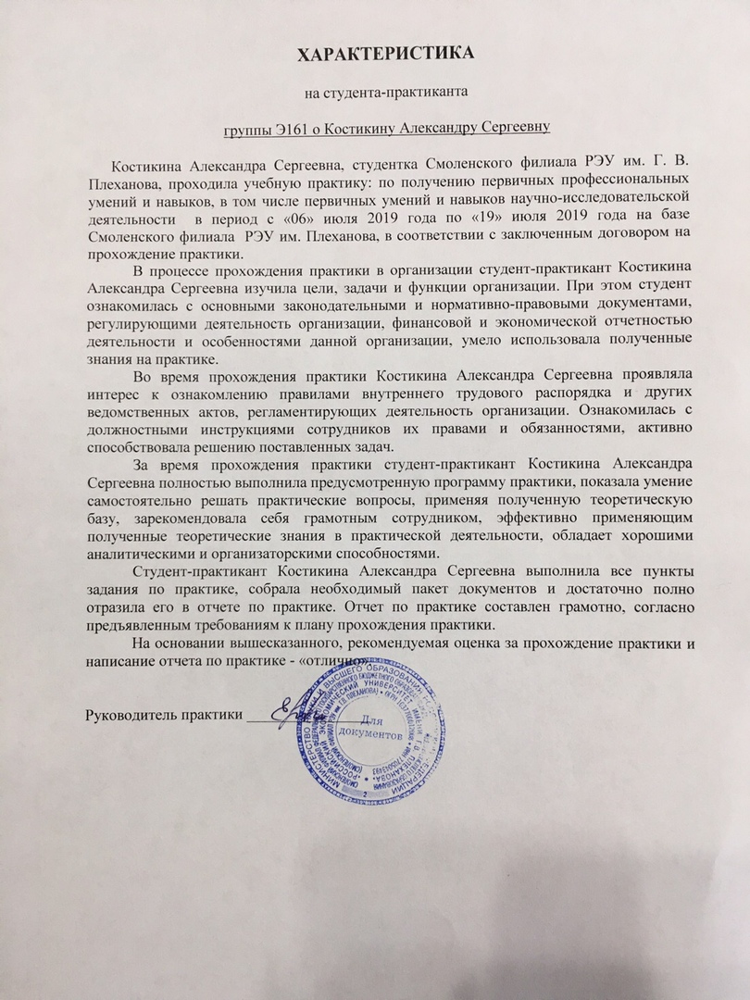 ХАРАКТЕРИСТИКА
на студента-практиканта
группы Э161 о Костикину Александру Сергеевну
Костикина Александра Сергеевна, студентка Смоленского филиала РЭУ им. Г. В.
Плеханова, проходила учебную практику: по получению первичных профессиональных
умений и навыков, в том числе первичных умений и навыков научно-исследовательской
деятельности в период с «06» июля 2019 года по «19» июля 2019 года на базе
Смоленского филиала РЭУ им. Плеханова, в соответствии с заключенным договором на
прохождение практики.
В процессе прохождения практики в организации студент-практикант Костикина
Александра Сергеевна изучила цели, задачи и функции организации. При этом студент
ознакомилась с основными законодательными и нормативно-правовыми документами,
регулирующими деятельность организации, финансовой и экономической отчетностью
деятельности и особенностями данной организации, умело использовала полученные
знания на практике.
Во время прохождения практики Костикина Александра Сергеевна проявляла
интерес к ознакомлению правилами внутреннего трудового распорядка и других
ведомственных актов, регламентирующих деятельность организации. Ознакомилась с
должностными инструкциями сотрудников их правами и обязанностями, активно
способствовала решению поставленных задач.
За время прохождения практики студент-практикант Костикина Александра
Сергеевна полностью выполнила предусмотренную программу практики, показала умение
самостоятельно решать практические вопросы, применяя полученную теоретическую
базу, зарекомендовала себя грамотным сотрудником, эффективно применяющим
полученные теоретические знания в практической деятельности, обладает хорошими
аналитическими и организаторскими способностями.
Студент-практикант Костикина Александра Сергеевна выполнила все пункты
задания по практике, собрала необходимый пакет документов и достаточно полно
отразила его в отчете по практике. Отчет по практике составлен грамотно, согласно
предъявленным требованиям к плану прохождения практики.
На основании вышесказанного, рекомендуемая оценка за прохождение практики и
написание отчета по практике - «отлично».
Руководитель практики
МИНИСТЕРСТВО НАУКИ И ВЫСШЕГО ОБРАЗОВАНИЯ
Для
документов
2